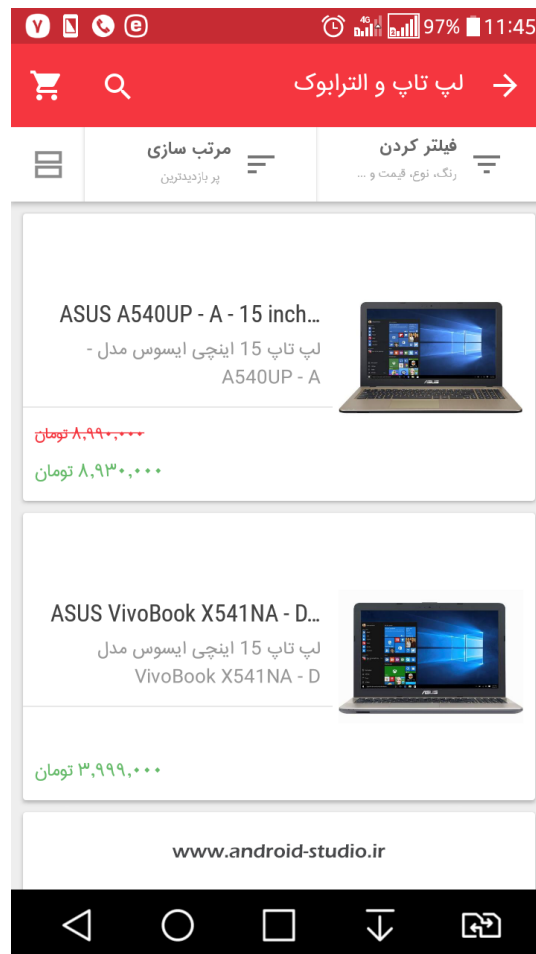 97% 11:45
4G
لپ تاپ و الترابوک
فیلتر کردن
رنگ، نوع، قیمت و ...
مرتب سازی
پر بازدیدترین
ASUS A540UP - A - 15 inch...
لپ تاپ 15 اینچی ایسوس مدل -
A540UP - A
۸,۹۹۰,۰۰۰ تومان
۸,۹۳۰,۰۰۰ تومان
ASUS VivoBook X541NA - D...
لپ تاپ 15 اینچی ایسوس مدل
VivoBook X541NA - D
۳,۹۹۹,۰۰۰ تومان
www.android-studio.ir